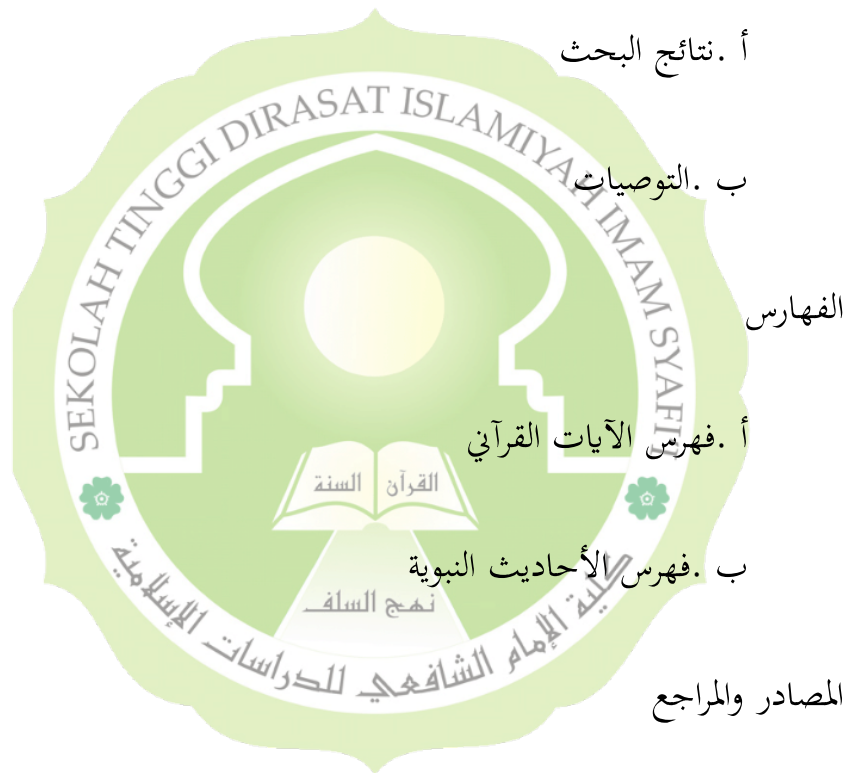 أ .نتائج البحث
ب .التوصيات
الفهارس
أ .فهرس الآيات القرآني
ب .فهرس الأحاديث النبوية
المصادر والمراجع
SEKOLAH TINGGI DIRASAT ISLAMIYAH IMAM SYAFI'I
القرآن السنة
نهج السلف
كلية الإمام الشافعي للدراسات الإسلامية